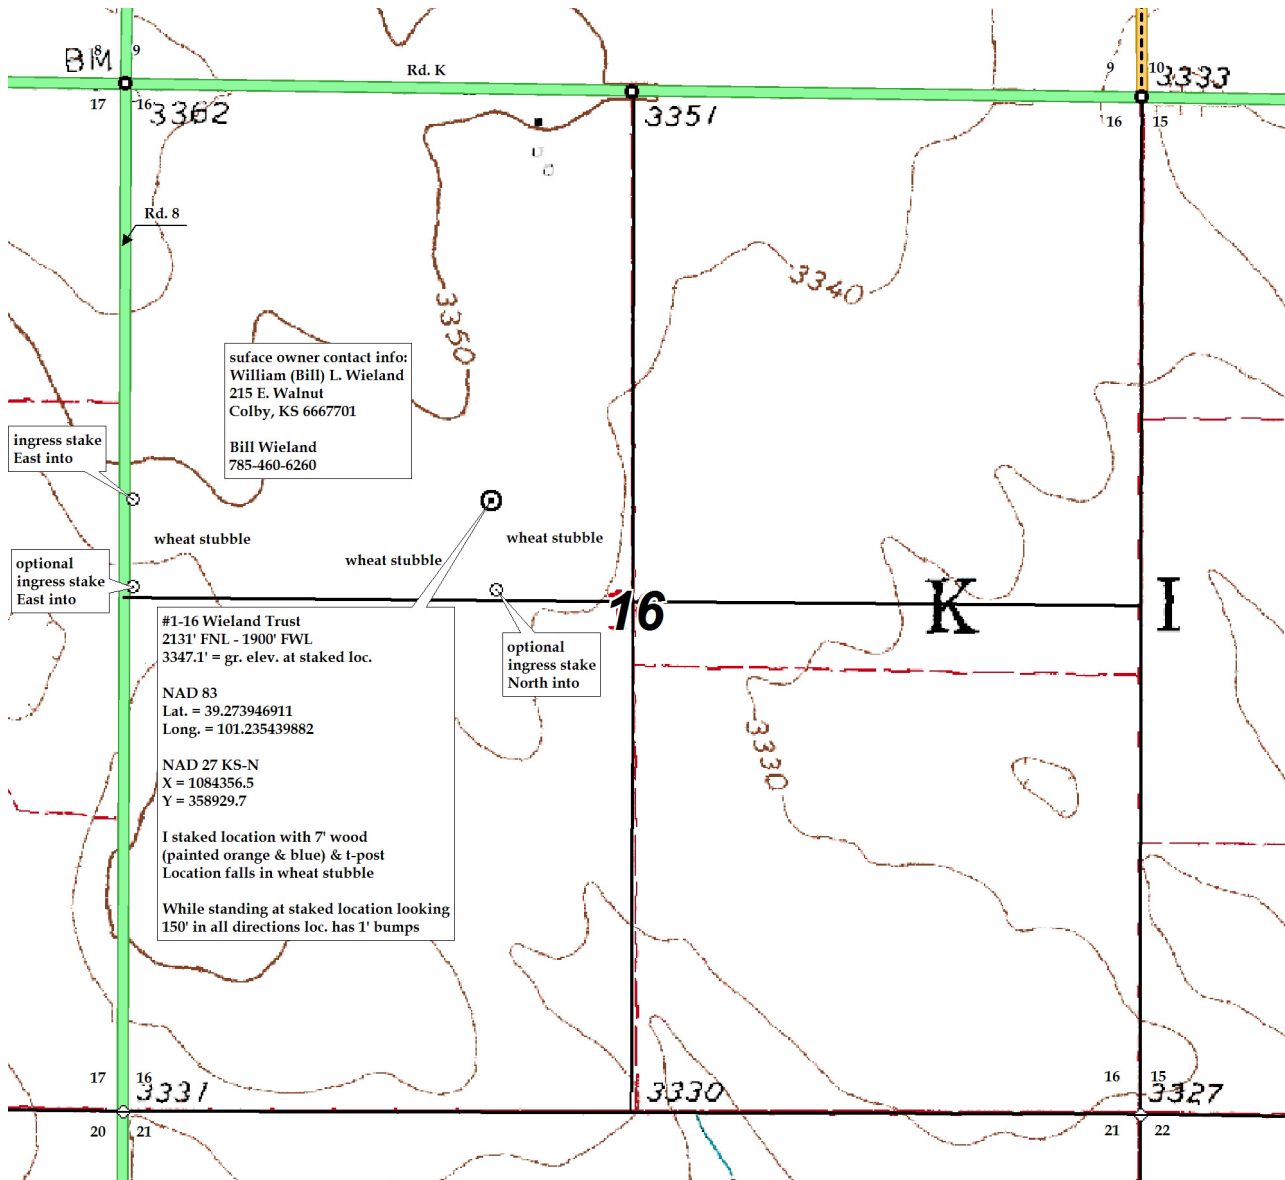 BM
8
9
Rd. K
9
10
3333
17
16
3362
3351
16
15
Rd. 8
3340
3350
suface owner contact info:
William (Bill) L. Wieland
215 E. Walnut
Colby, KS 6667701
Bill Wieland
785-460-6260
ingress stake
East into
wheat stubble
wheat stubble
wheat stubble
optional
ingress stake
East into
16
K I
#1-16 Wieland Trust
2131' FNL - 1900' FWL
3347.1' = gr. elev. at staked loc.
NAD 83
Lat. = 39.273946911
Long. = 101.235439882
NAD 27 KS-N
X = 1084356.5
Y = 358929.7
I staked location with 7' wood
(painted orange & blue) & t-post
Location falls in wheat stubble
While standing at staked location looking
150' in all directions loc. has 1' bumps
optional
ingress stake
North into
3330
17
16
3331
3330
16
15
3327
20
21
21
22